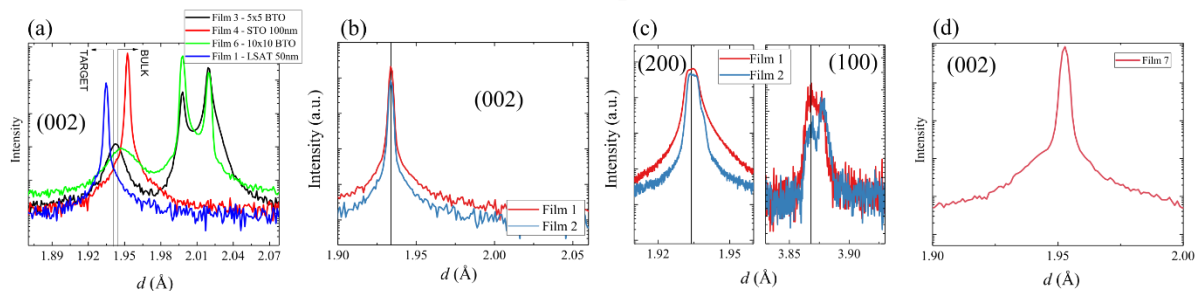 (a)
Film 3 - 5x5 BTO
Film 4 - STO 100nm
Film 6 - 10x10 BTO
Film 1 - LSAT 50nm
TARGET
BULK
(002)
Intensity
1.89 1.92 1.95 1.98 2.01 2.04 2.07
d (Å)
(b)
(002)
Intensity (a.u.)
Film 1
Film 2
1.90 1.95 2.00 2.05
d (Å)
(c)
(200)
Film 1
Film 2
(100)
Intensity (a.u.)
1.92 1.95 3.85 3.90
d (Å)
(d)
(002)
Film 7
Intensity
1.90 1.95 2.00
d (Å)